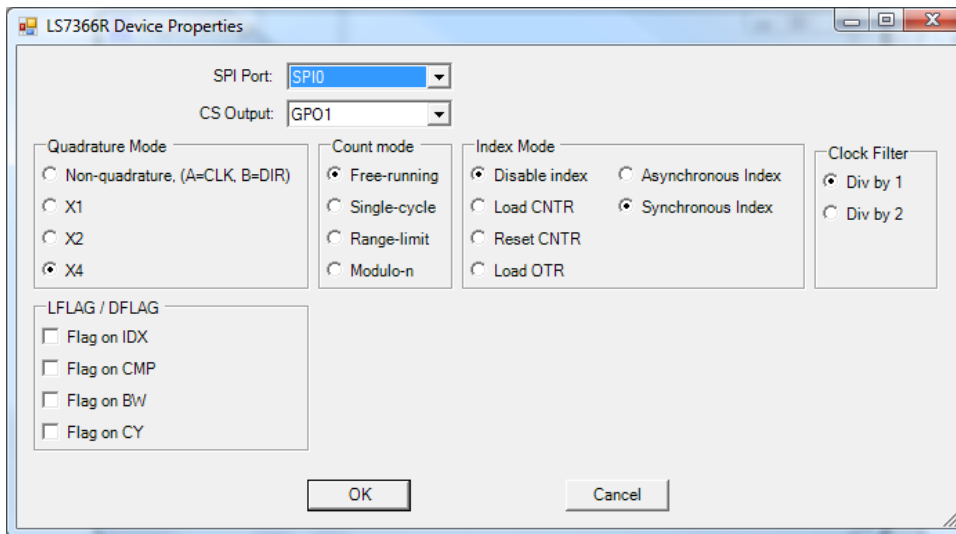 LS7366R Device Properties
SPI Port: SPI0
CS Output: GPO1
Quadrature Mode
Non-quadrature, (A=CLK, B=DIR)
X1
X2
X4
Count mode
Free-running
Single-cycle
Range-limit
Modulo-n
Index Mode
Disable index
Load CNTR
Reset CNTR
Load OTR
Asynchronous Index
Synchronous Index
Clock Filter
Div by 1
Div by 2
LFLAG / DFLAG
Flag on IDX
Flag on CMP
Flag on BW
Flag on CY
OK Cancel